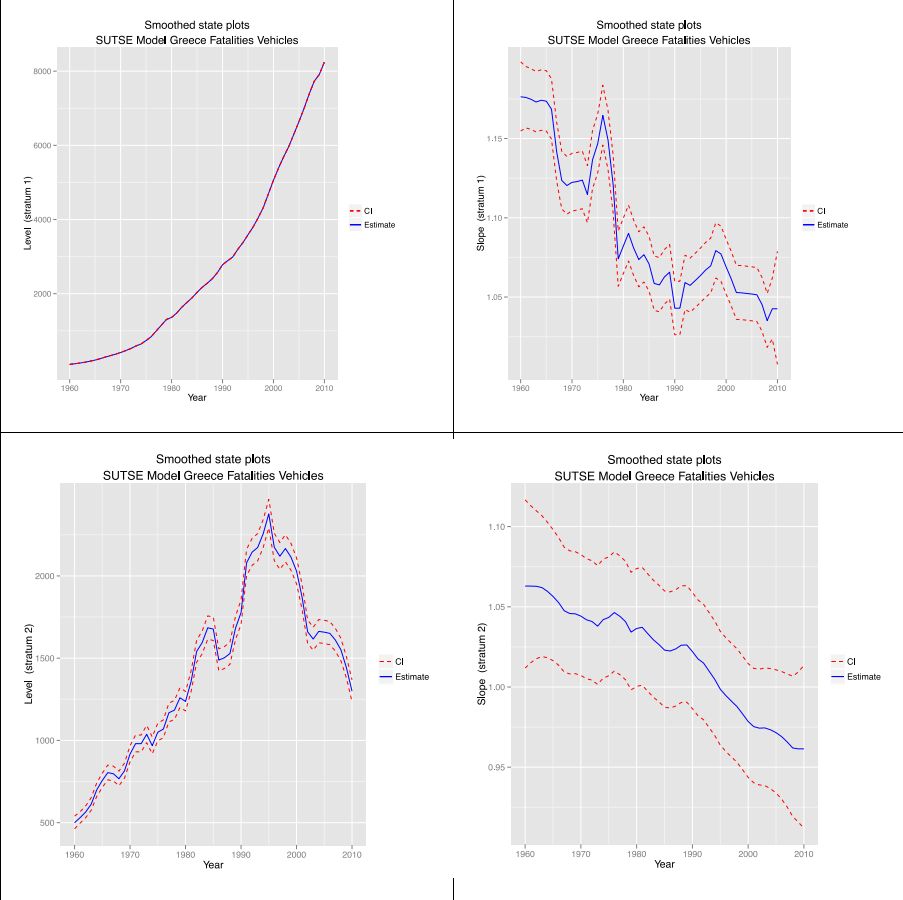 Smoothed state plots
SUTSE Model Greece Fatalities Vehicles
8000
6000
4000
2000
Level (stratum 1)
1960
1970
1980
1990
2000
2010
Year
CI
Estimate
Smoothed state plots
SUTSE Model Greece Fatalities Vehicles
1.15
1.10
1.05
Slope (stratum 1)
1960
1970
1980
1990
2000
2010
Year
CI
Estimate
Smoothed state plots
SUTSE Model Greece Fatalities Vehicles
2000
1500
1000
500
Level (stratum 2)
1960
1970
1980
1990
2000
2010
Year
CI
Estimate
Smoothed state plots
SUTSE Model Greece Fatalities Vehicles
1.10
1.05
1.00
0.95
Slope (stratum 2)
1960
1970
1980
1990
2000
2010
Year
CI
Estimate